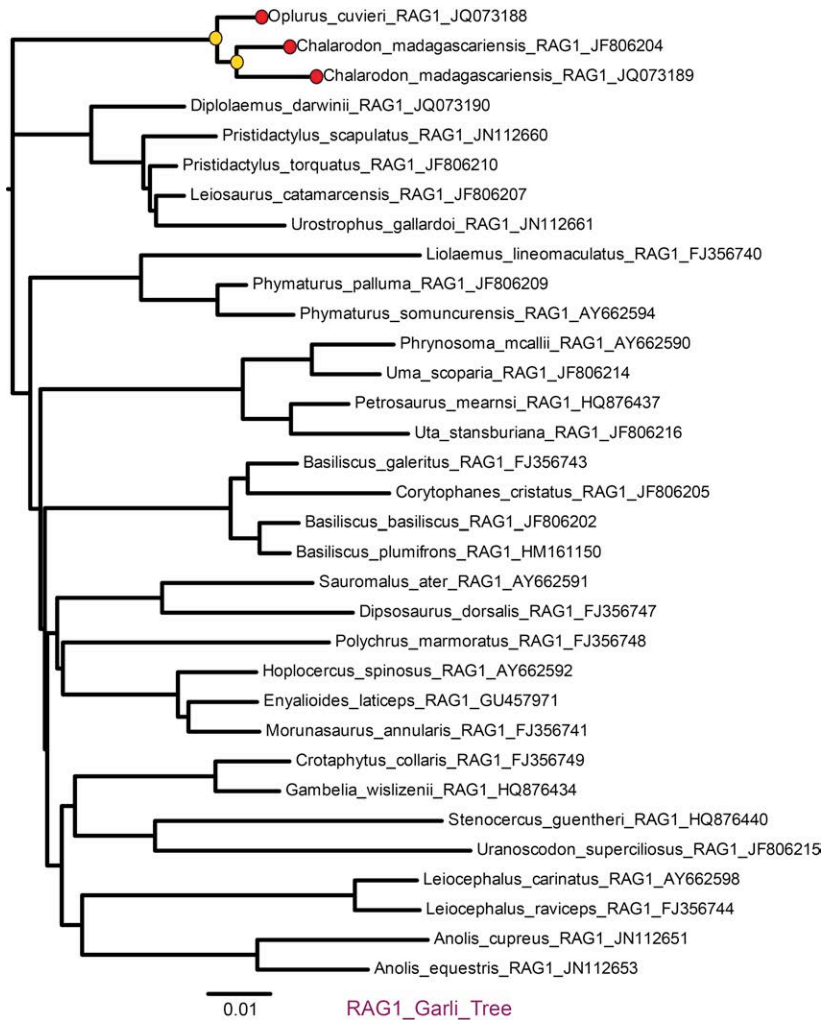 Oplurus_cuvieri_RAG1_JQ073188
Chalarodon_madagascariensis_RAG1_JF806204
Chalarodon_madagascariensis_RAG1_JQ073189
Diplolaemus_darwinii_RAG1_JQ073190
Pristidactylus_scapulatus_RAG1_JN112660
Pristidactylus_torquatus_RAG1_JF806210
Leiosaurus_catamarcensis_RAG1_JF806207
Urostrophus_gallardoi_RAG1_JN112661
Liolaemus_lineomaculatus_RAG1_FJ356740
Phymaturus_palluma_RAG1_JF806209
Phymaturus_somuncurensis_RAG1_AY662594
Phrynosoma_mcallii_RAG1_AY662590
Uma_scoparia_RAG1_JF806214
Petrosaurus_mearnsi_RAG1_HQ876437
Uta_stansburiana_RAG1_JF806216
Basiliscus_galeritus_RAG1_FJ356743
Corytophanes_cristatus_RAG1_JF806205
Basiliscus_basiliscus_RAG1_JF806202
Basiliscus_plumifrons_RAG1_HM161150
Sauromalus_ater_RAG1_AY662591
Dipsosaurus_dorsalis_RAG1_FJ356747
Polychrus_marmoratus_RAG1_FJ356748
Hoplocercus_spinosus_RAG1_AY662592
Enyalioides_laticeps_RAG1_GU457971
Morunasaurus_annularis_RAG1_FJ356741
Crotaphytus_collaris_RAG1_FJ356749
Gambelia_wislizenii_RAG1_HQ876434
Stenocercus_guentheri_RAG1_HQ876440
Uranoscodon_superciliosus_RAG1_JF806215
Leiocephalus_carinatus_RAG1_AY662598
Leiocephalus_raviceps_RAG1_FJ356744
Anolis_cupreus_RAG1_JN112651
Anolis_equestris_RAG1_JN112653
0.01 RAG1_Garli_Tree